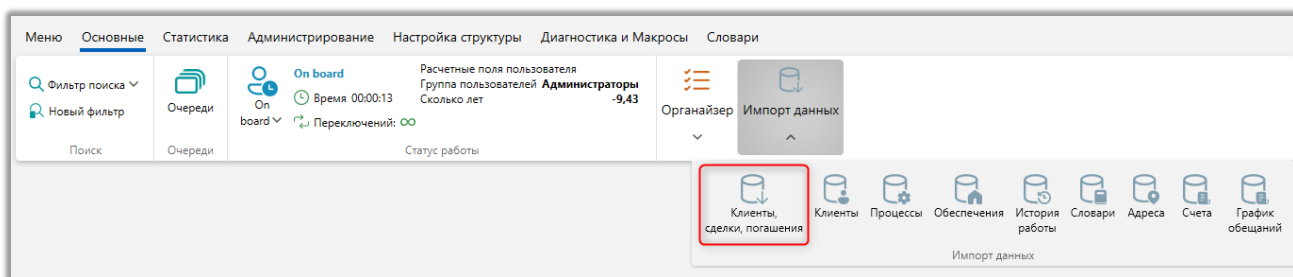 Меню Основные Статистика Администрирование Настройка структуры Диагностика и Макросы Словари
Фильтр поиска
Новый фильтр
Поиск
Очереди
Очереди
On
board
On board
Время 00:00:13
Переключений: ∞
Расчетные поля пользователя
Группа пользователей Администраторы
Сколько лет -9,43
Статус работы
Органайзер
Импорт данных
Клиенты,
сделки, погашения
Клиенты
Процессы
Обеспечения
История
работы
Словари
Адреса
Счета
График
обещаний
Импорт данных